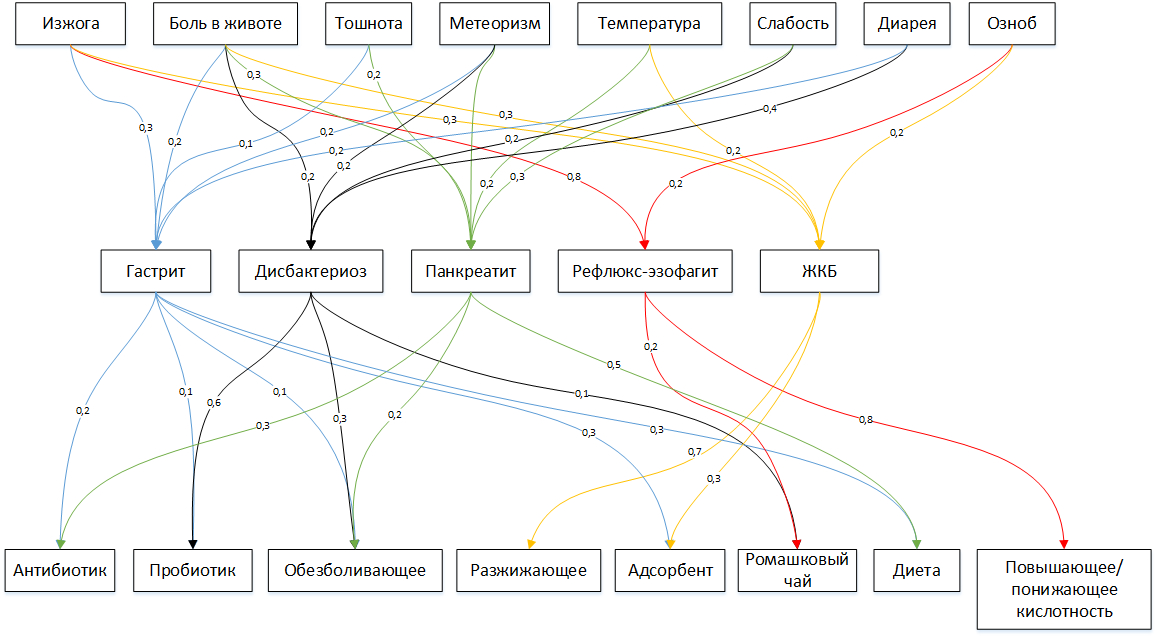 Изжога
Боль в животе
Тошнота
Метеоризм
Температура
Слабость
Диарея
Озноб
0,3
0,2
0,4
0,3
0,3
0,3
0,2
0,2
0,2
0,1
0,2
0,2
0,2
0,2
0,2
0,3
0,8
0,2
0,2
Гастрит
Дисбактериоз
Панкреатит
Рефлюкс-эзофагит
ЖКБ
0,2
0,5
0,1
0,1
0,1
0,6
0,2
0,3
0,2
0,8
0,3
0,3
0,3
0,7
0,3
Антибиотик
Пробиотик
Обезболивающее
Разжижающее
Адсорбент
Ромашковый
чай
Диета
Повышающее/
понижающее
кислотность